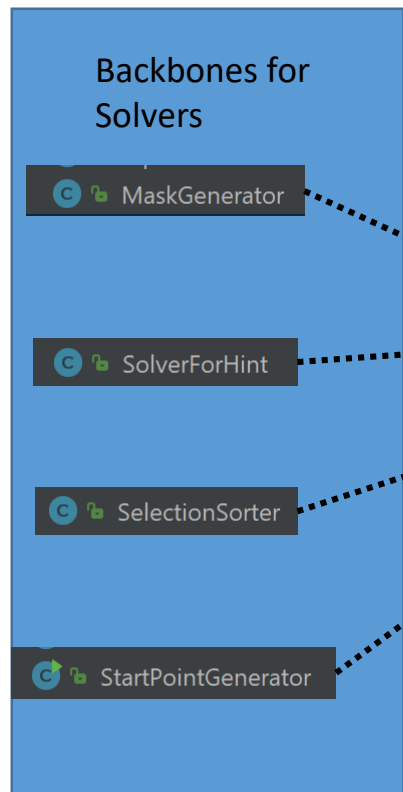 Backbones for
Solvers
C MaskGenerator
C SolverForHint
C SelectionSorter
C StartPointGenerator